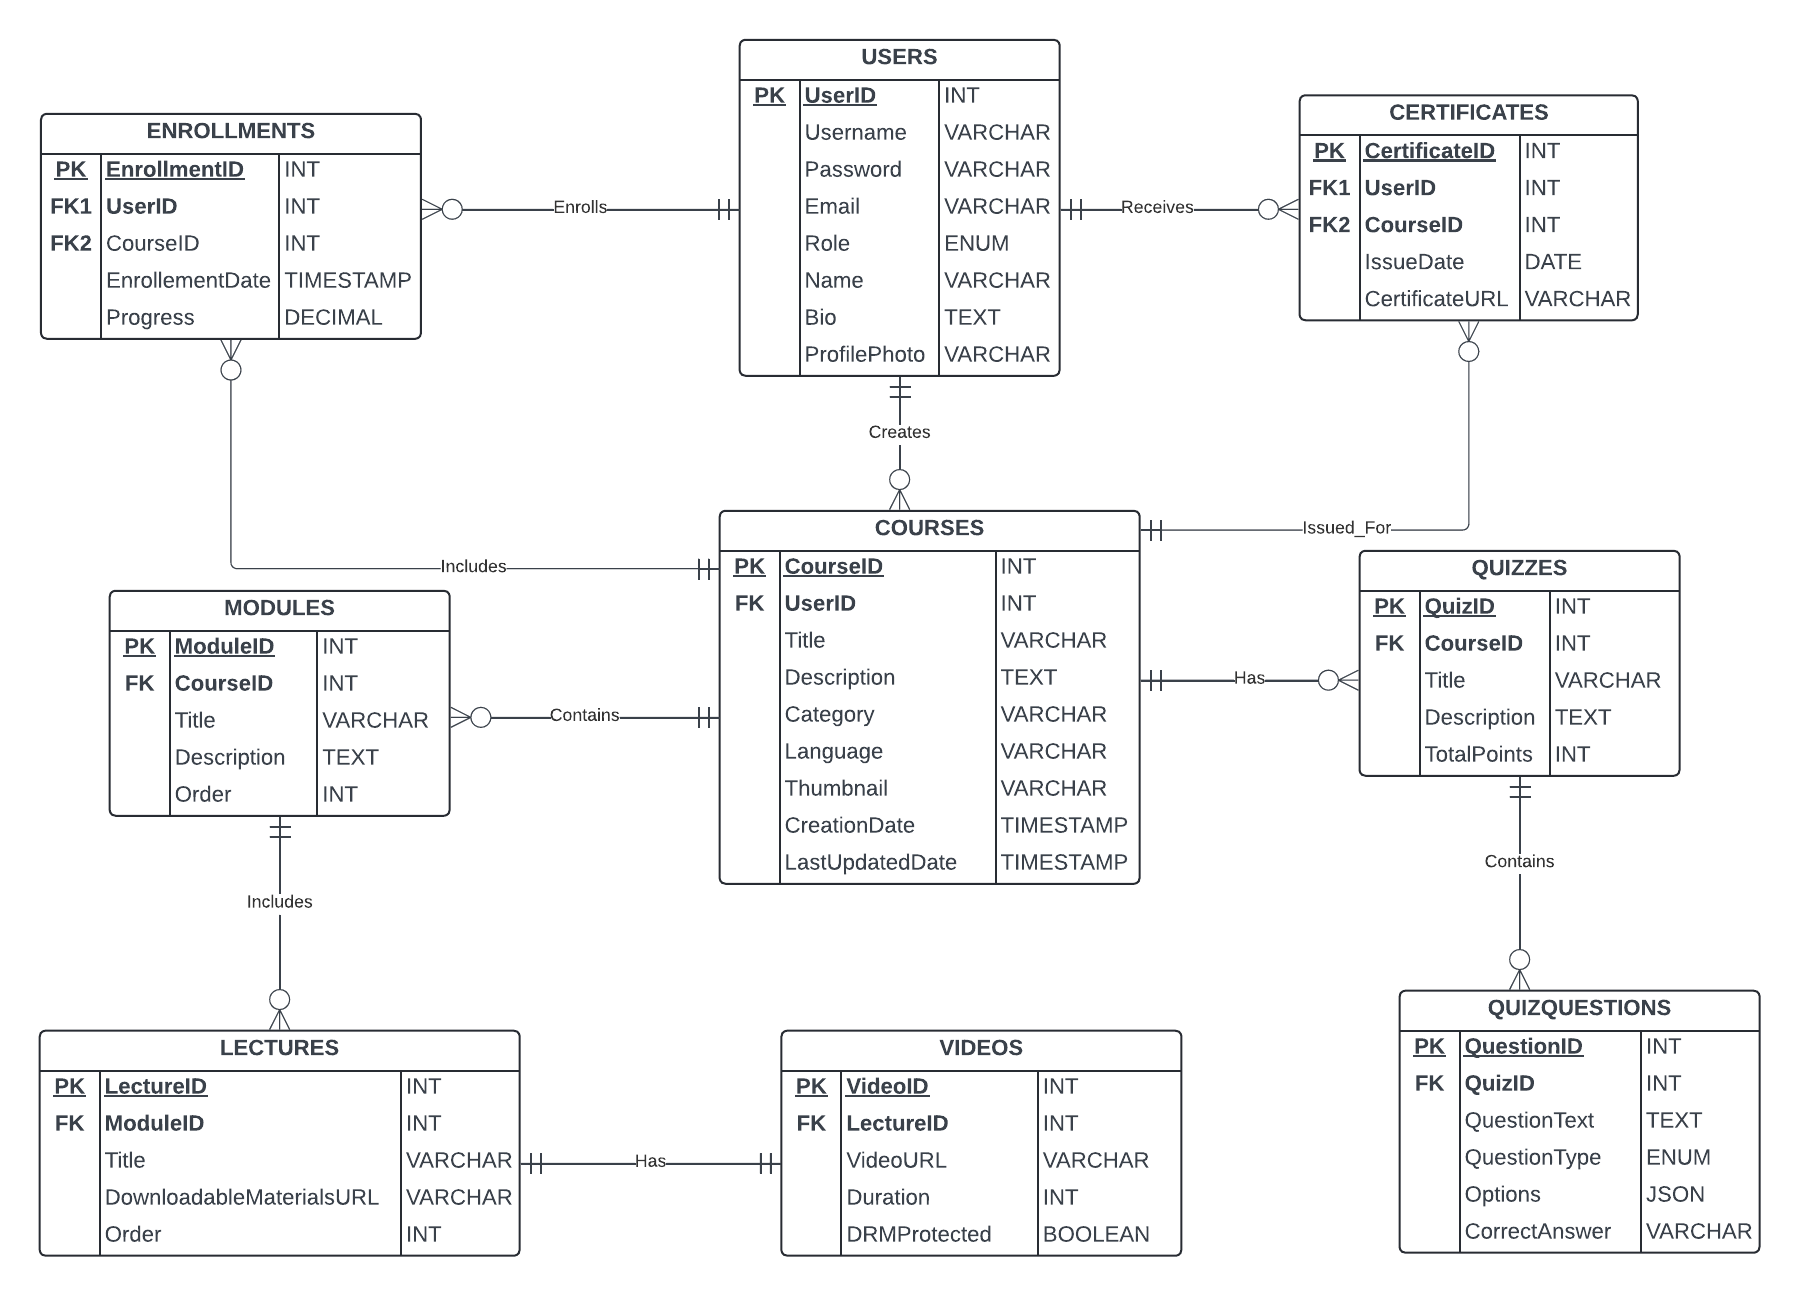 USERS
PK UserID INT
Username VARCHAR
Password VARCHAR
Email VARCHAR
Role ENUM
Name VARCHAR
Bio TEXT
ProfilePhoto VARCHAR
ENROLLMENTS
PK EnrollmentID INT
FK1 UserID INT
FK2 CourseID INT
EnrollementDate TIMESTAMP
Progress DECIMAL
CERTIFICATES
PK CertificateID INT
FK1 UserID INT
FK2 CourseID INT
IssueDate DATE
CertificateURL VARCHAR
Enrolls
Receives
Creates
Includes
Issued_For
COURSES
PK CourseID INT
FK UserID INT
Title VARCHAR
Description TEXT
Category VARCHAR
Language VARCHAR
Thumbnail VARCHAR
CreationDate TIMESTAMP
LastUpdatedDate TIMESTAMP
MODULES
PK ModuleID INT
FK CourseID INT
Title VARCHAR
Description TEXT
Order INT
Contains
Has
QUIZZES
PK QuizID INT
FK CourseID INT
Title VARCHAR
Description TEXT
TotalPoints INT
Includes
Contains
LECTURES
PK LectureID INT
FK ModuleID INT
Title VARCHAR
DownloadableMaterialsURL VARCHAR
Order INT
Has
VIDEOS
PK VideoID INT
FK LectureID INT
VideoURL VARCHAR
Duration INT
DRMProtected BOOLEAN
QUIZQUESTIONS
PK QuestionID INT
FK QuizID INT
QuestionText TEXT
QuestionType ENUM
Options JSON
CorrectAnswer VARCHAR